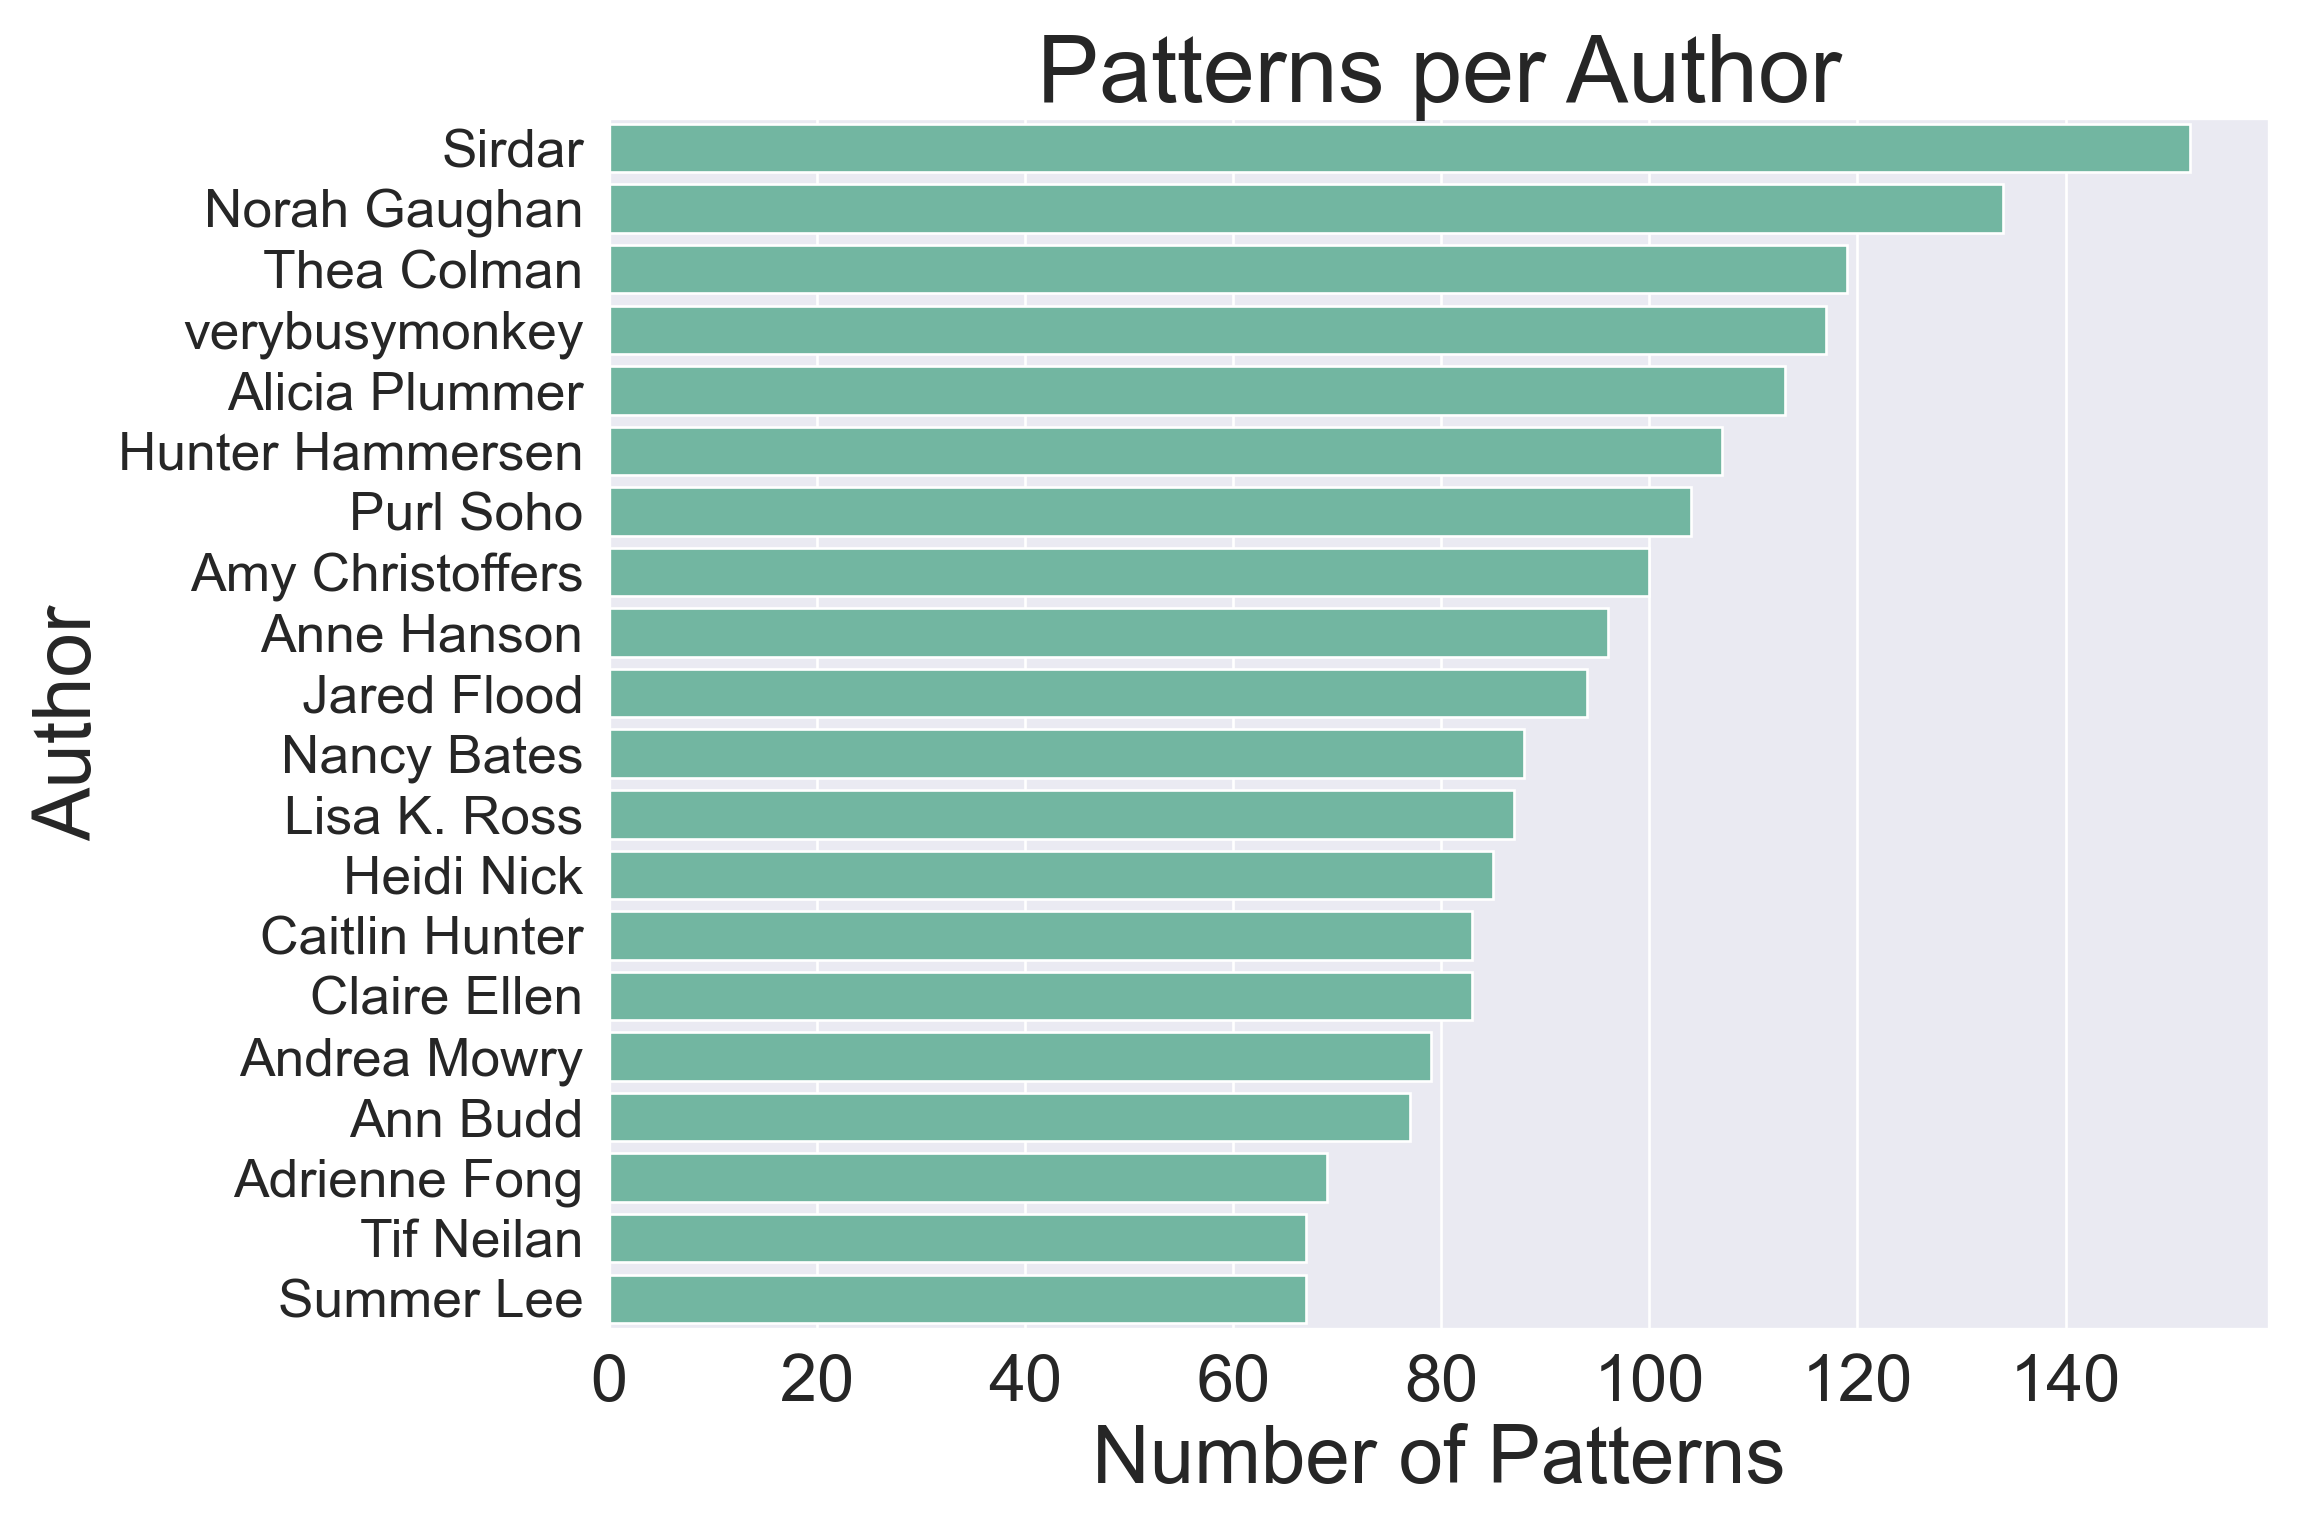 Patterns per Author
Sirdar
Norah Gaughan
Thea Colman
verybusymonkey
Alicia Plummer
Hunter Hammersen
Purl Soho
Amy Christoffers
Anne Hanson
Jared Flood
Nancy Bates
Lisa K. Ross
Heidi Nick
Caitlin Hunter
Claire Ellen
Andrea Mowry
Ann Budd
Adrienne Fong
Tif Neilan
Summer Lee
Author
0 20 40 60 80 100 120 140
Number of Patterns